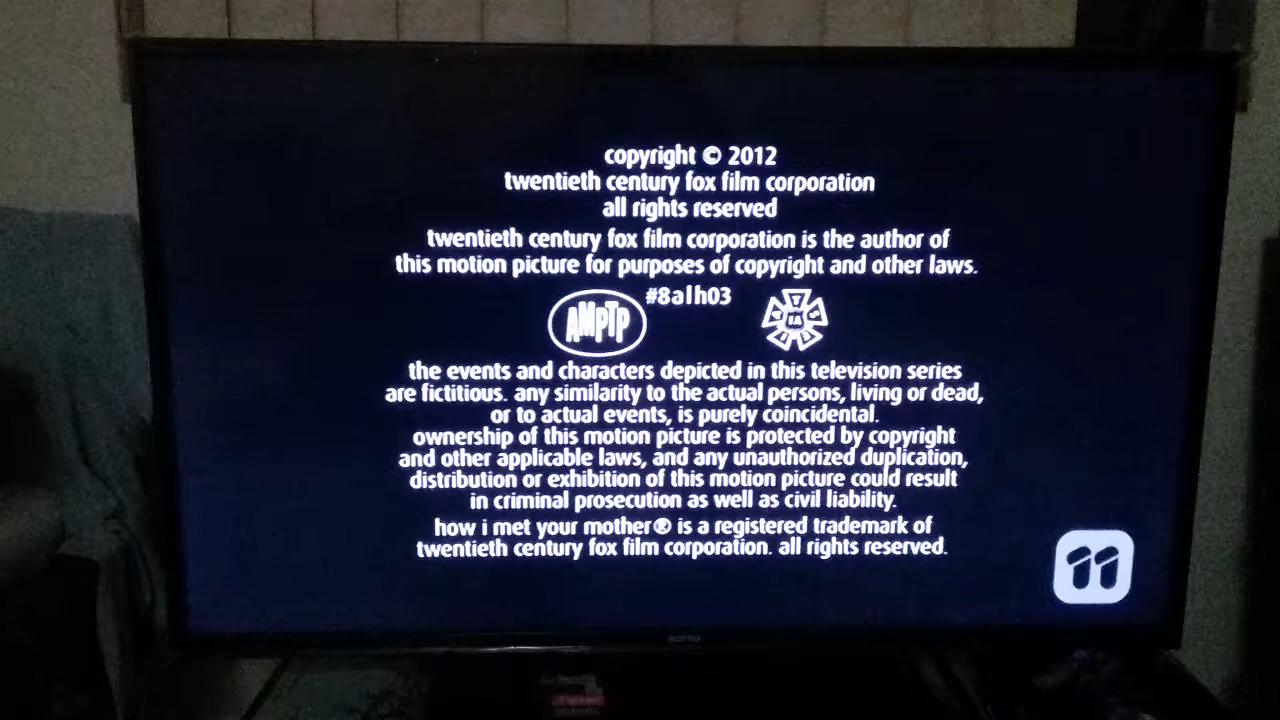 copyright © 2012
twentieth century fox film corporation
all rights reserved
twentieth century fox film corporation is the author of
this motion picture for purposes of copyright and other laws.
#8alh03
AMPTP
IATSE
the events and characters depicted in this television series
are fictitious. any similarity to the actual persons, living or dead,
or to actual events, is purely coincidental.
ownership of this motion picture is protected by copyright
and other applicable laws, and any unauthorized duplication,
distribution or exhibition of this motion picture could result
in criminal prosecution as well as civil liability.
how i met your mother® is a registered trademark of
twentieth century fox film corporation. all rights reserved.
11